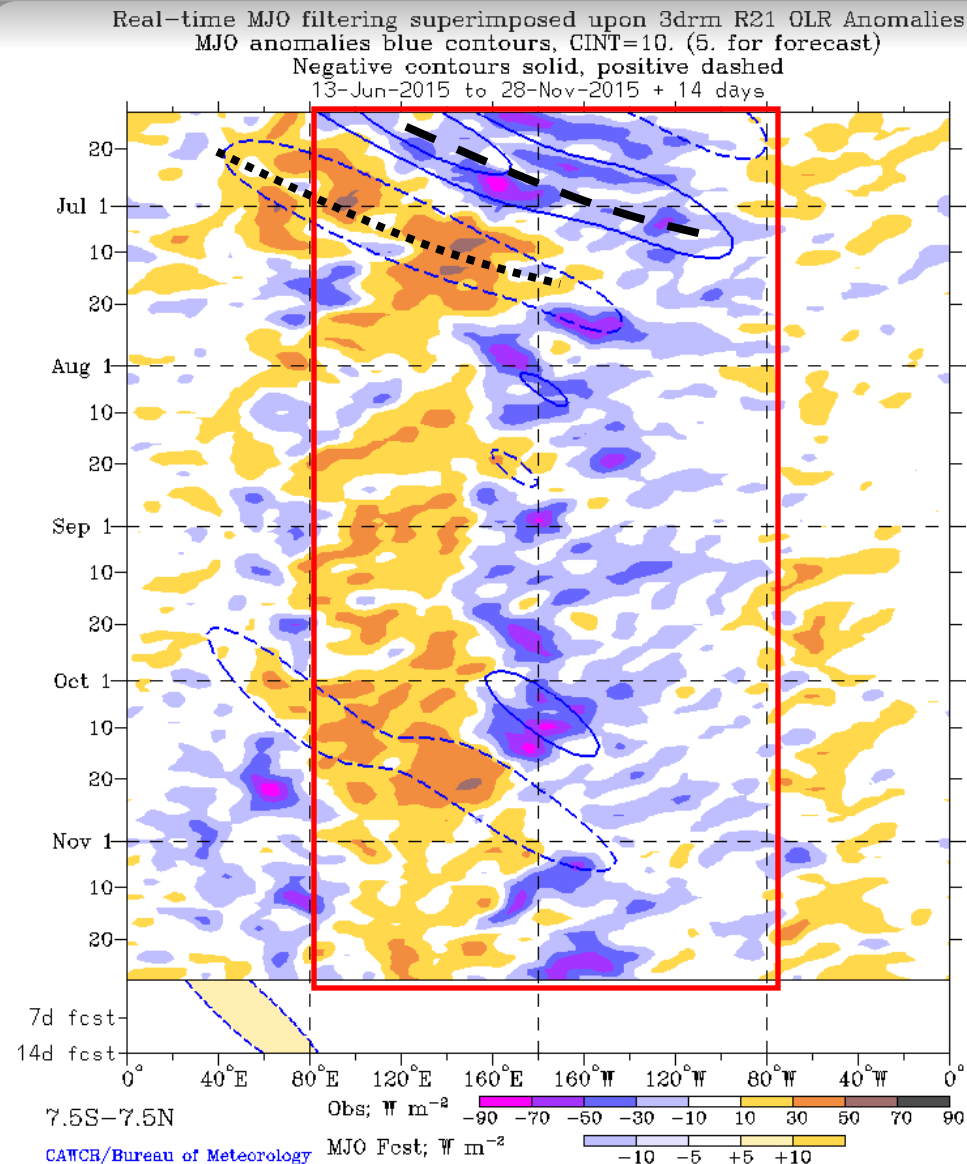 Real-time MJO filtering superimposed upon 3drm R21 OLR Anomalies
MJO anomalies blue contours, CINT=10. (5. for forecast)
Negative contours solid, positive dashed
13-Jun-2015 to 28-Nov-2015 + 14 days
20
Jul 1
10
20
Aug 1
10
20
Sep 1
10
20
Oct 1
10
20
Nov 1
10
20
7d fcst
14d fcst
0° 40°E 80°E 120°E 160°E 160°W 120°W 80°W 40°W 0°
7.5S-7.5N
Obs; W m-2
-90 -70 -50 -30 -10 10 30 50 70 90
CAWCR/Bureau of Meteorology
MJO Fcst; W m-2
-10 -5 +5 +10